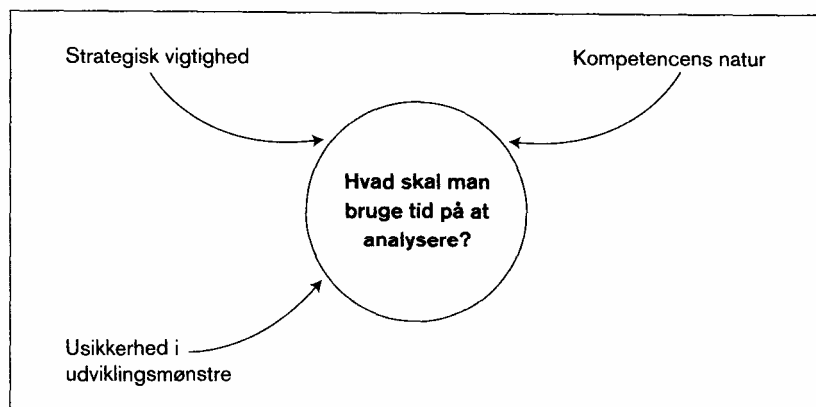 Strategisk vigtighed
Kompetencens natur
Hvad skal man
bruge tid på at
analysere?
Usikkerhed i
udviklingsmønstre